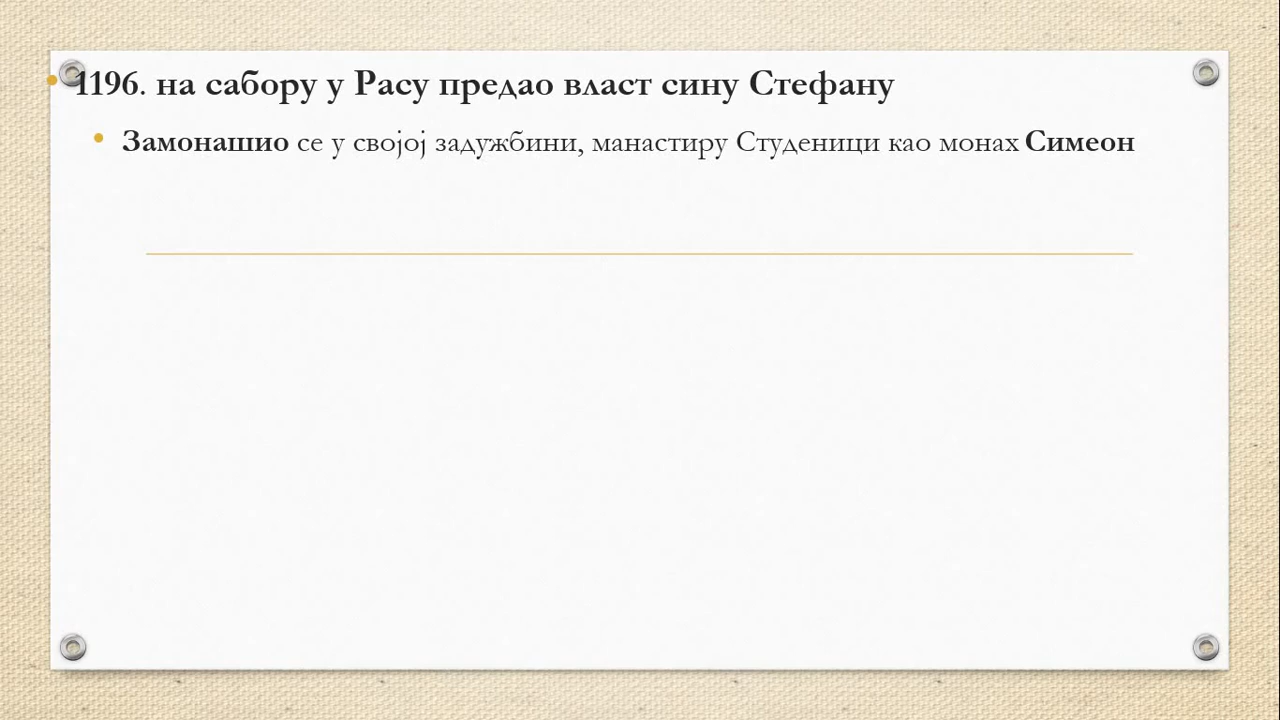 1196. на сабору у Расу предао власт сину Стефану
Замонашио се у својој задужбини, манастиру Студеници као монах Симеон